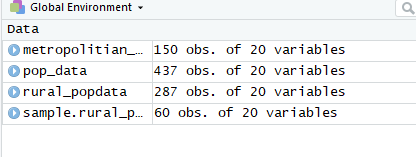 Global Environment
Data
metropolitian_… 150 obs. of 20 variables
pop_data 437 obs. of 20 variables
rural_popdata 287 obs. of 20 variables
sample.rural_p… 60 obs. of 20 variables